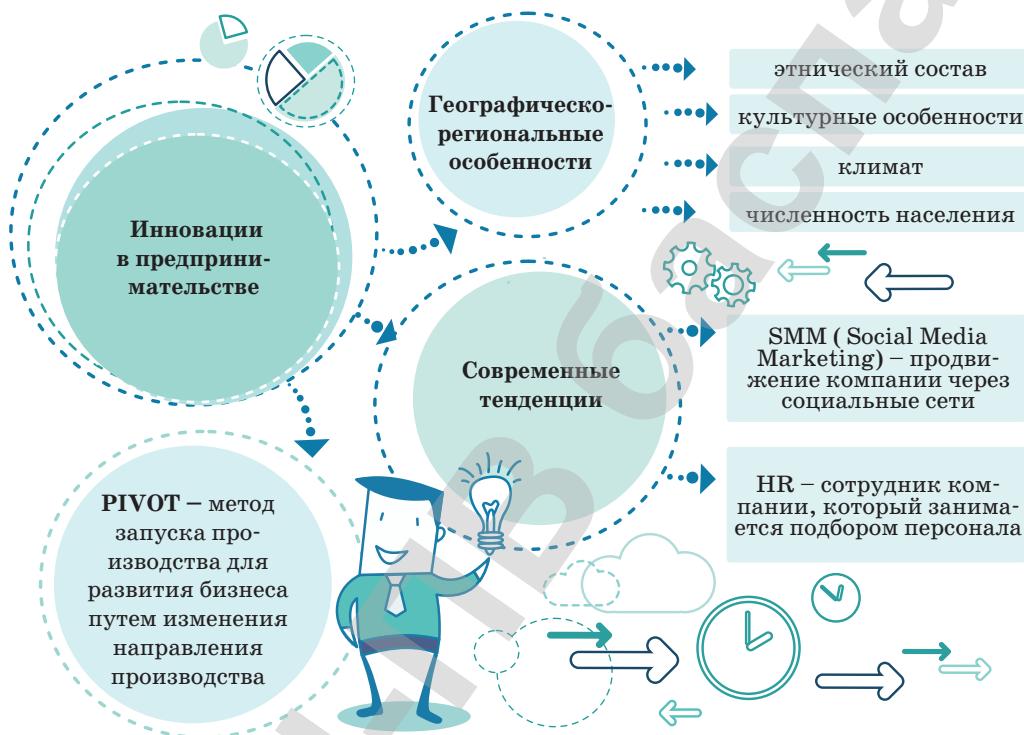 Инновации
в предприни-
мательстве
Географическо-
региональные
особенности
этнический состав
культурные особенности
климат
численность населения
Современные
тенденции
SMM ( Social Media
Marketing) – продви-
жение компании через
социальные сети
HR – сотрудник ком-
пании, который занима-
ется подбором персонала
PIVOT – метод
запуска про-
изводства для
развития бизнеса
путем изменения
направления
производства